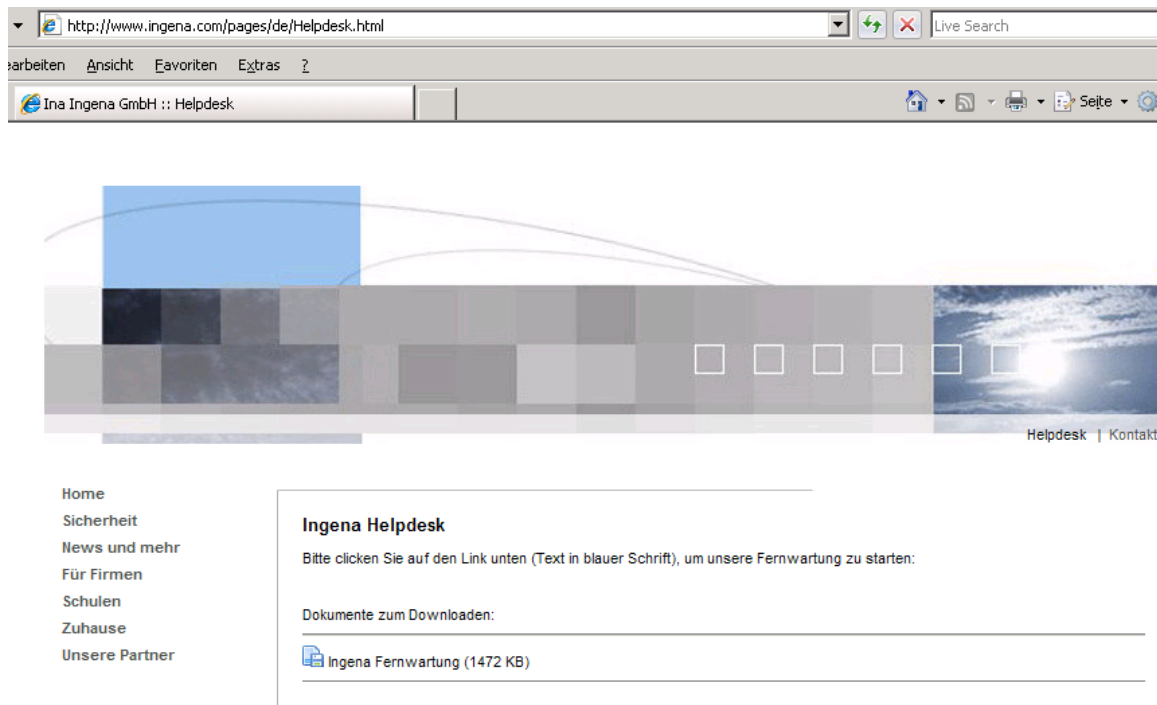 http://www.ingena.com/pages/de/Helpdesk.html Live Search
earbeiten Ansicht Favoriten Extras ?
Ina Ingena GmbH :: Helpdesk Seite
Helpdesk | Kontakt
Home
Sicherheit
News und mehr
Für Firmen
Schulen
Zuhause
Unsere Partner
Ingena Helpdesk
Bitte clicken Sie auf den Link unten (Text in blauer Schrift), um unsere Fernwartung zu starten:
Dokumente zum Downloaden:
Ingena Fernwartung (1472 KB)